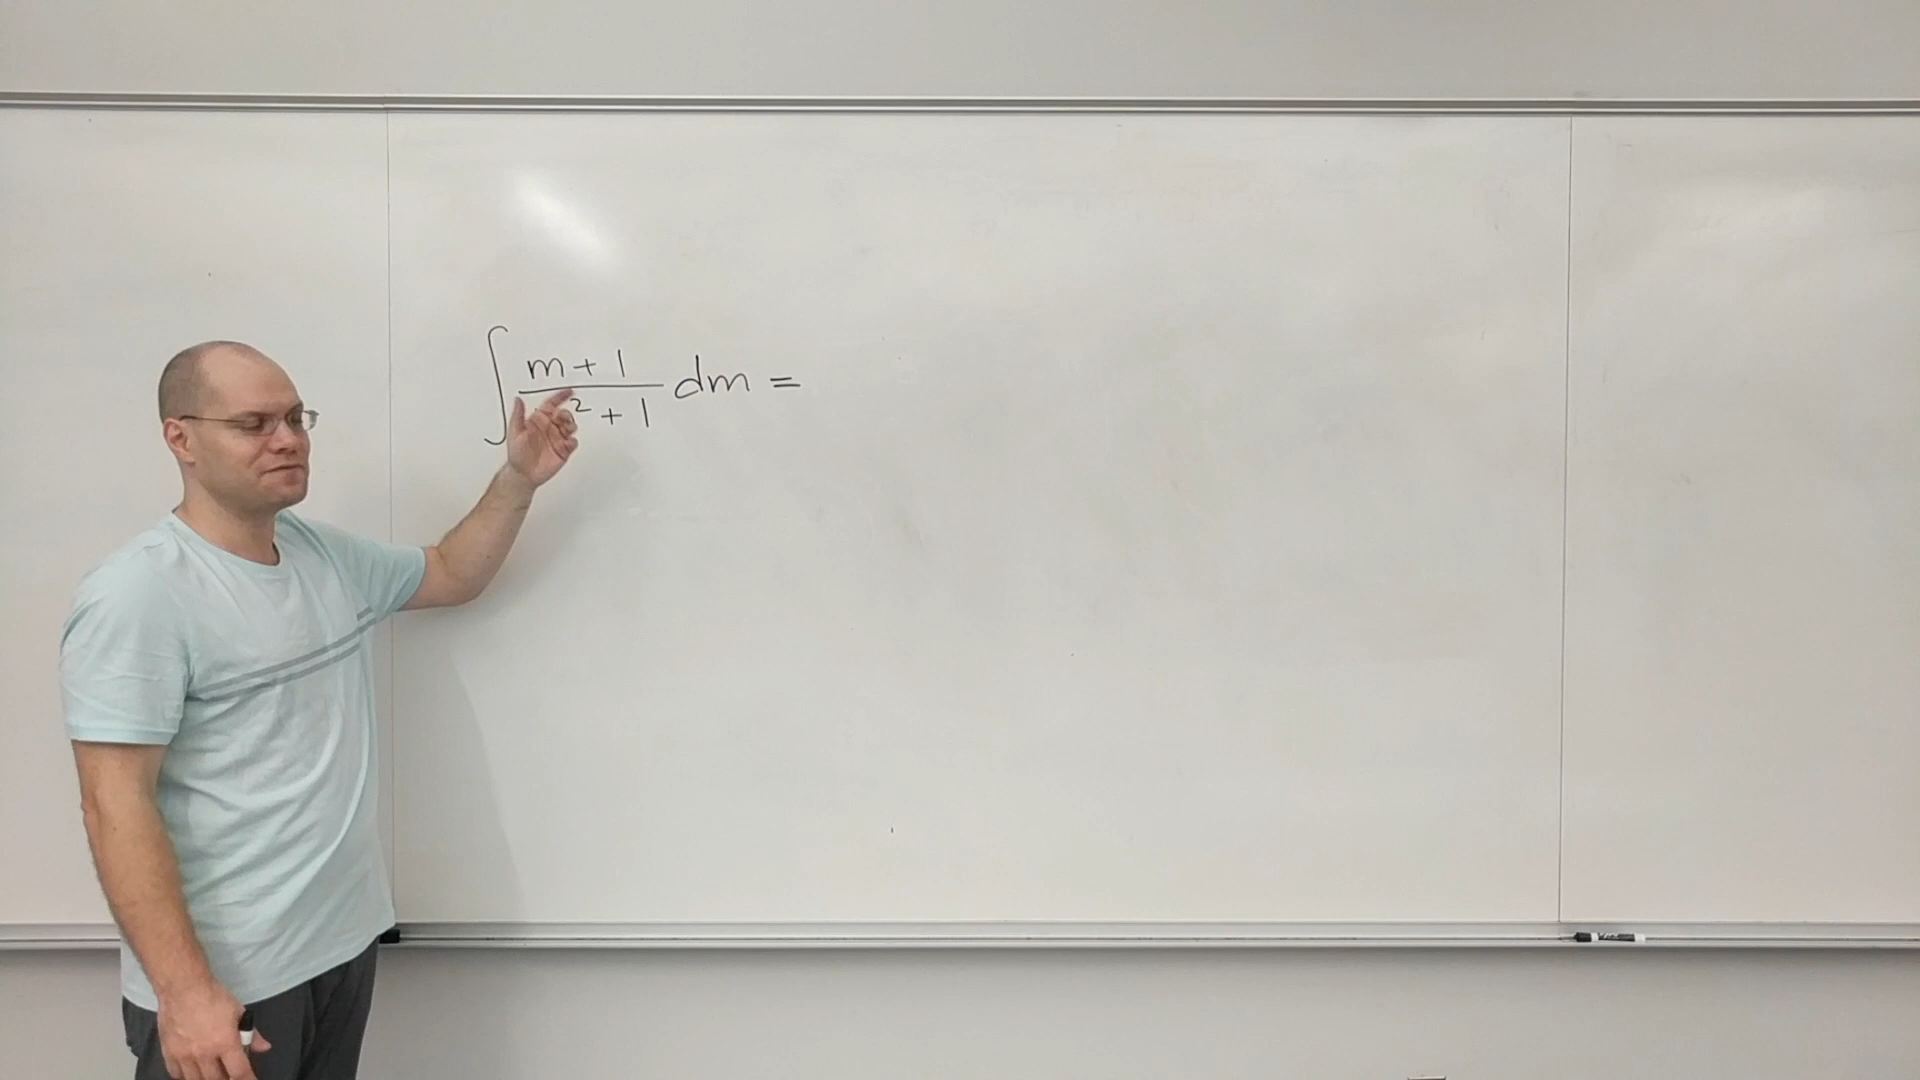 ∫ m + 1 / ² + 1 dm =